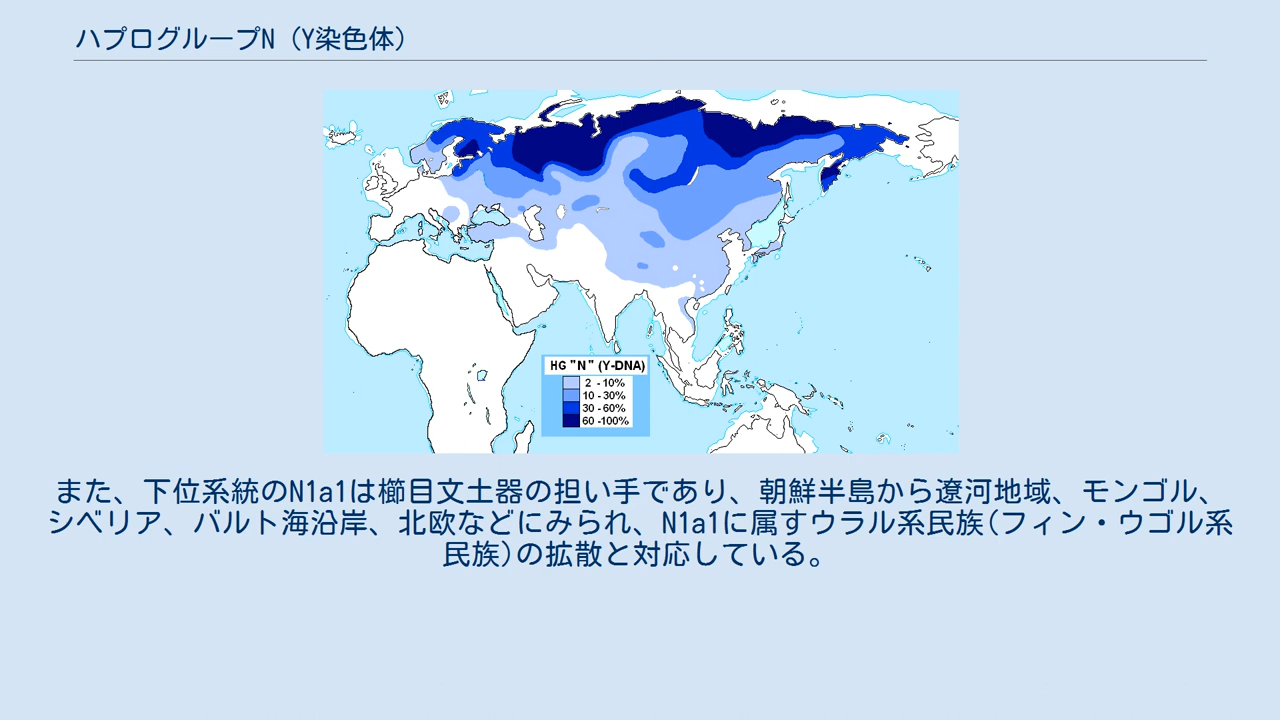 ハプログループN（Y染色体）
HG "N" (Y-DNA)
2 - 10%
10 - 30%
30 - 60%
60 -100%
また、下位系統のN1a1は櫛目文土器の担い手であり、朝鮮半島から遼河地域、モンゴル、
シベリア、バルト海沿岸、北欧などにみられ、N1a1に属すウラル系民族(フィン・ウゴル系
民族)の拡散と対応している。